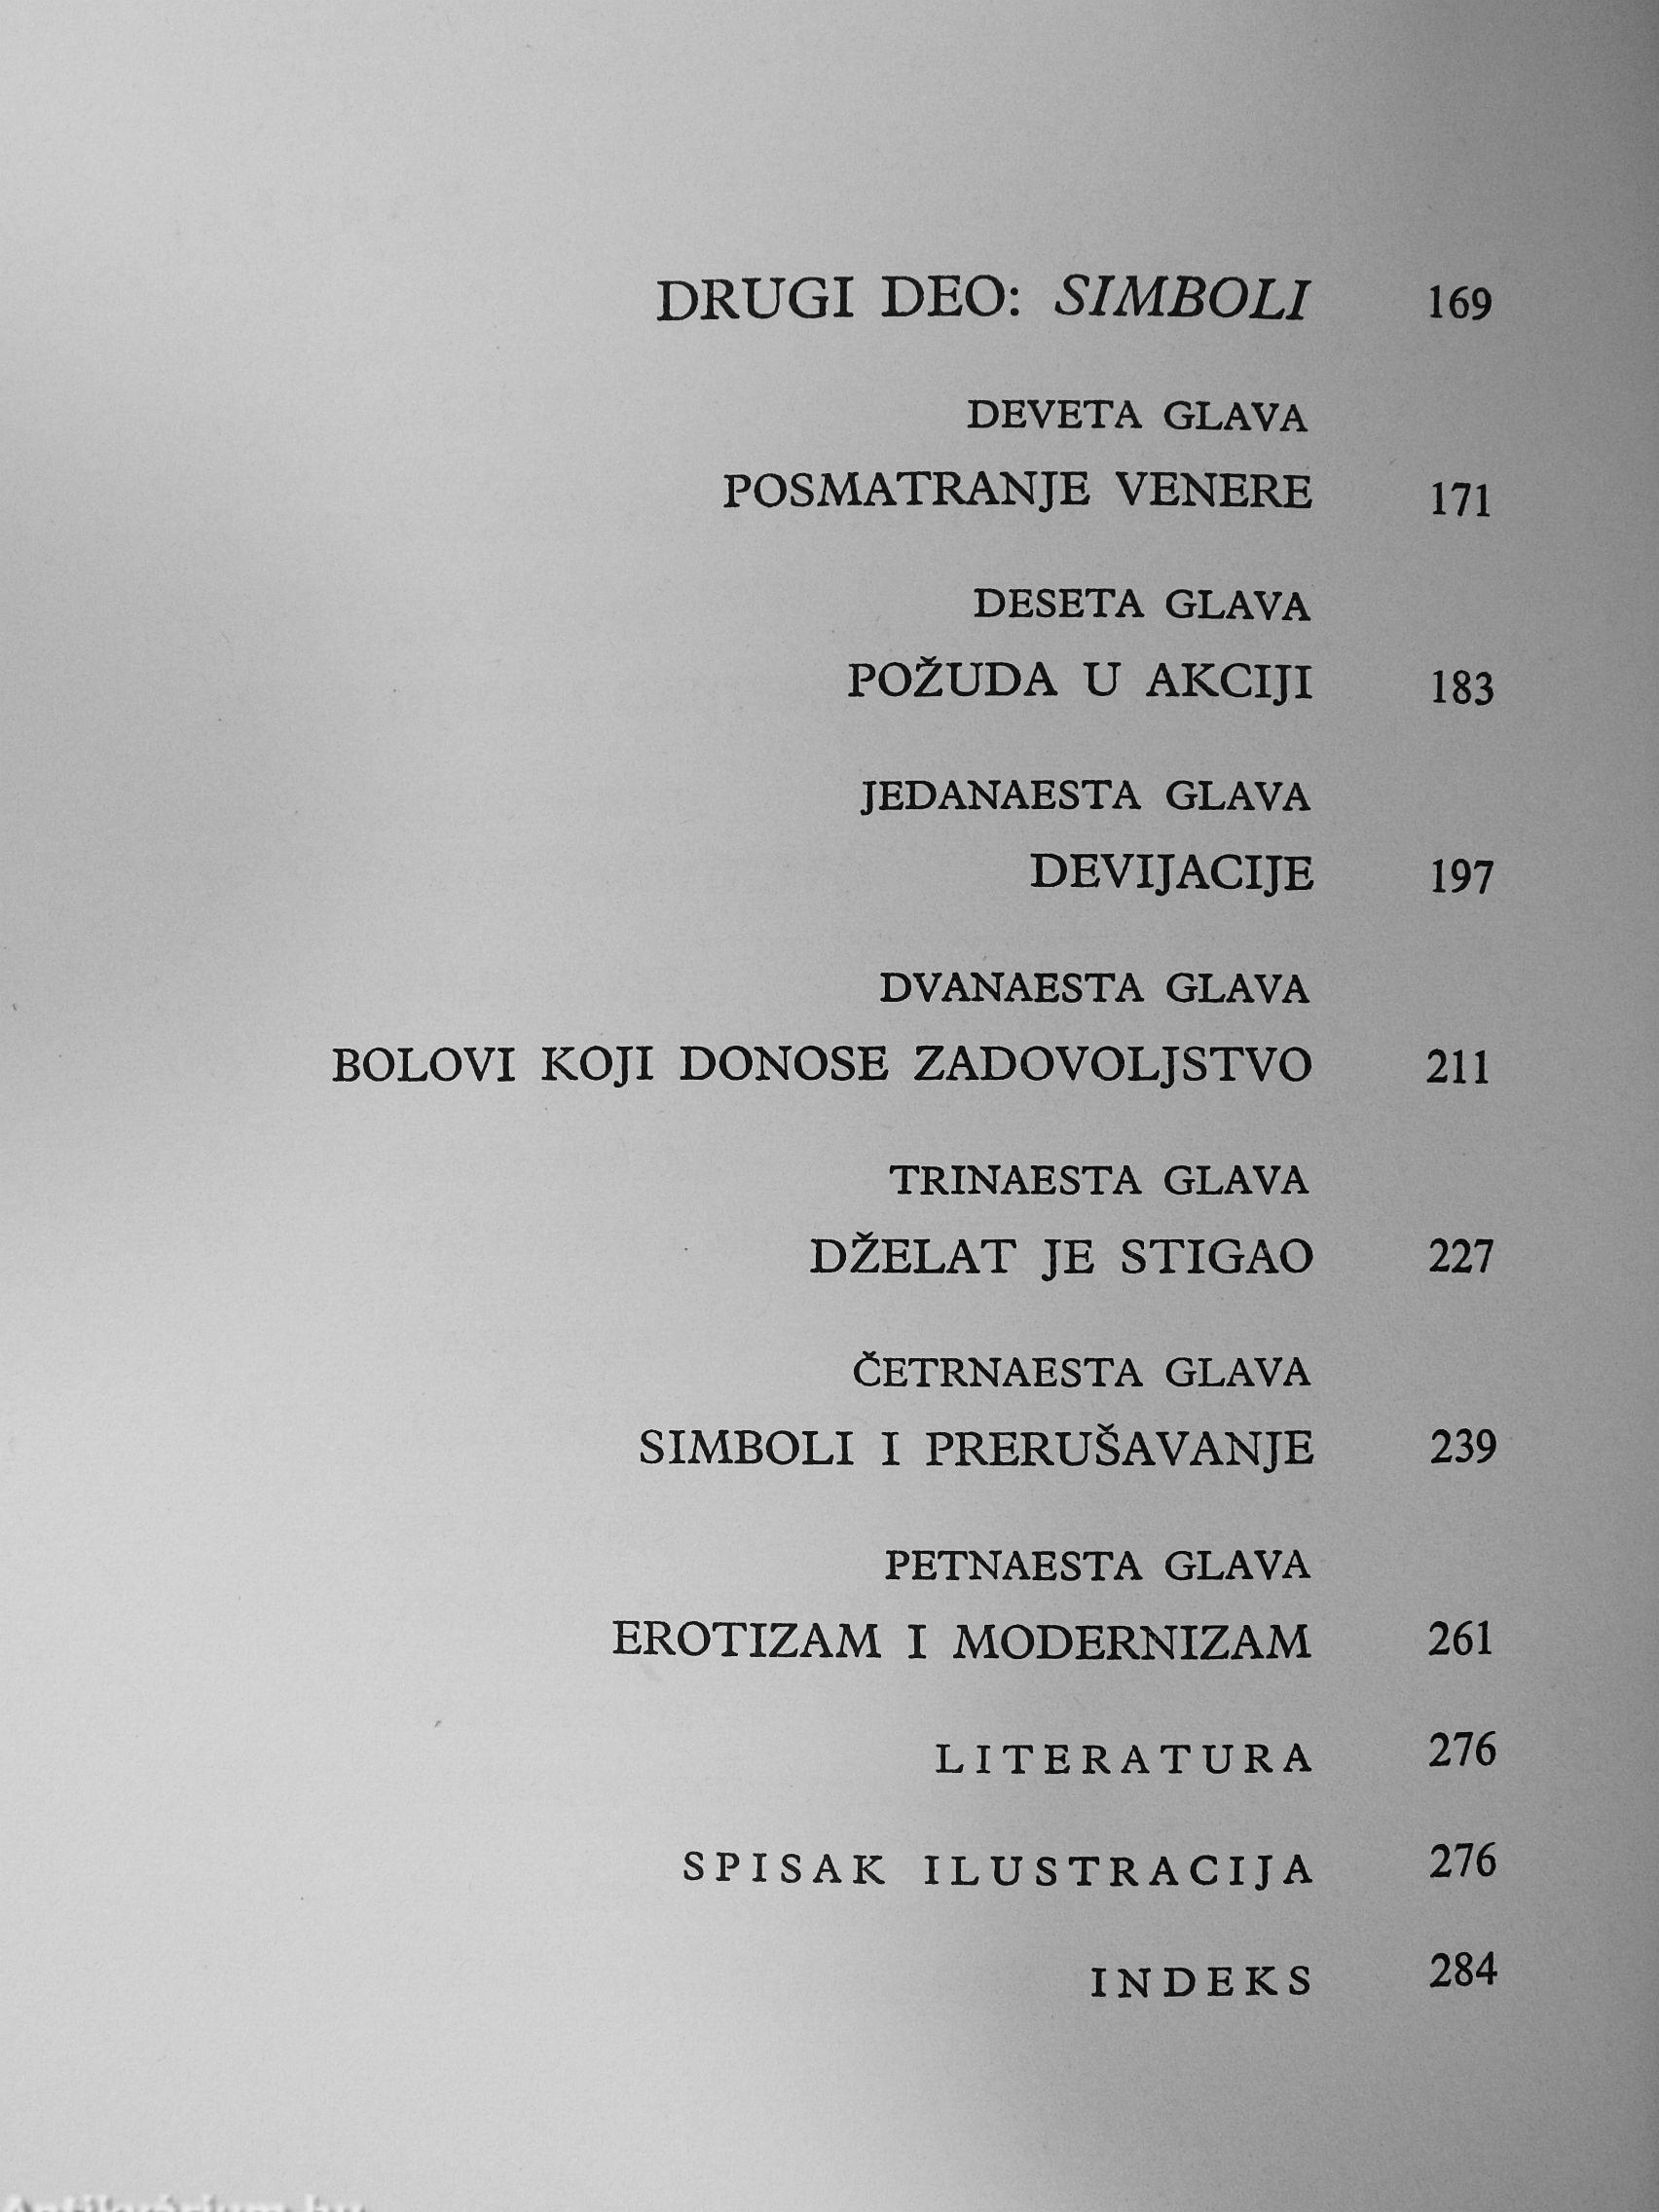 DRUGI DEO: SIMBOLI 169
DEVETA GLAVA
POSMATRANJE VENERE 171
DESETA GLAVA
POŽUDA U AKCIJI 183
JEDANAESTA GLAVA
DEVIJACIJE 197
DVANAESTA GLAVA
BOLOVI KOJI DONOSE ZADOVOLJSTVO 211
TRINAESTA GLAVA
DŽELAT JE STIGAO 227
ČETRNAESTA GLAVA
SIMBOLI I PRERUŠAVANJE 239
PETNAESTA GLAVA
EROTIZAM I MODERNIZAM 261
LITERATURA 276
SPISAK ILUSTRACIJA 276
INDEKS 284